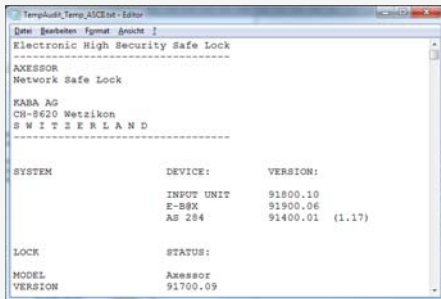 TempAudit_Temp_ASCII.txt - Editor
Datei Bearbeiten Format Ansicht ?
Electronic High Security Safe Lock
----------------------------------
AXESSOR
Network Safe Lock
KABA AG
CH-8620 Wetzikon
S W I T Z E R L A N D
----------------------------------
SYSTEM DEVICE: VERSION:
INPUT UNIT 91800.10
E-B@X 91900.06
AS 284 91400.01 (1.17)
LOCK STATUS:
MODEL Axessor
VERSION 91700.09